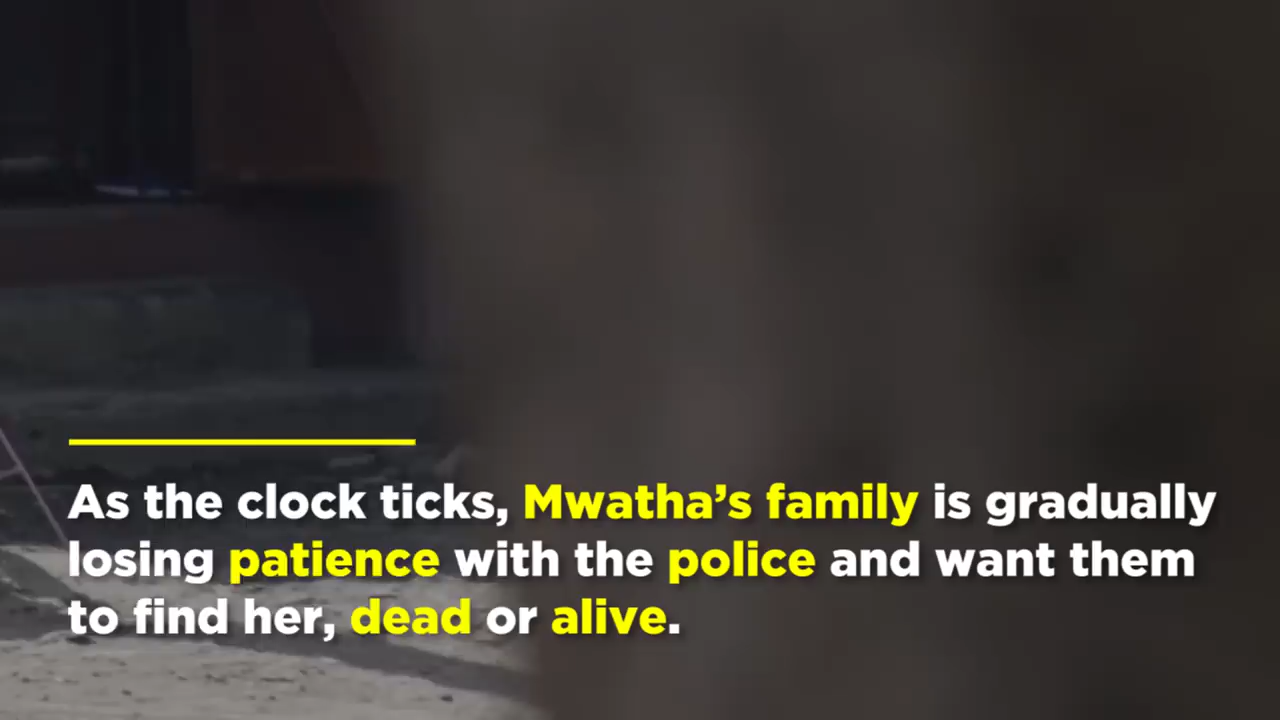 As the clock ticks, Mwatha’s family is gradually
losing patience with the police and want them
to find her, dead or alive.